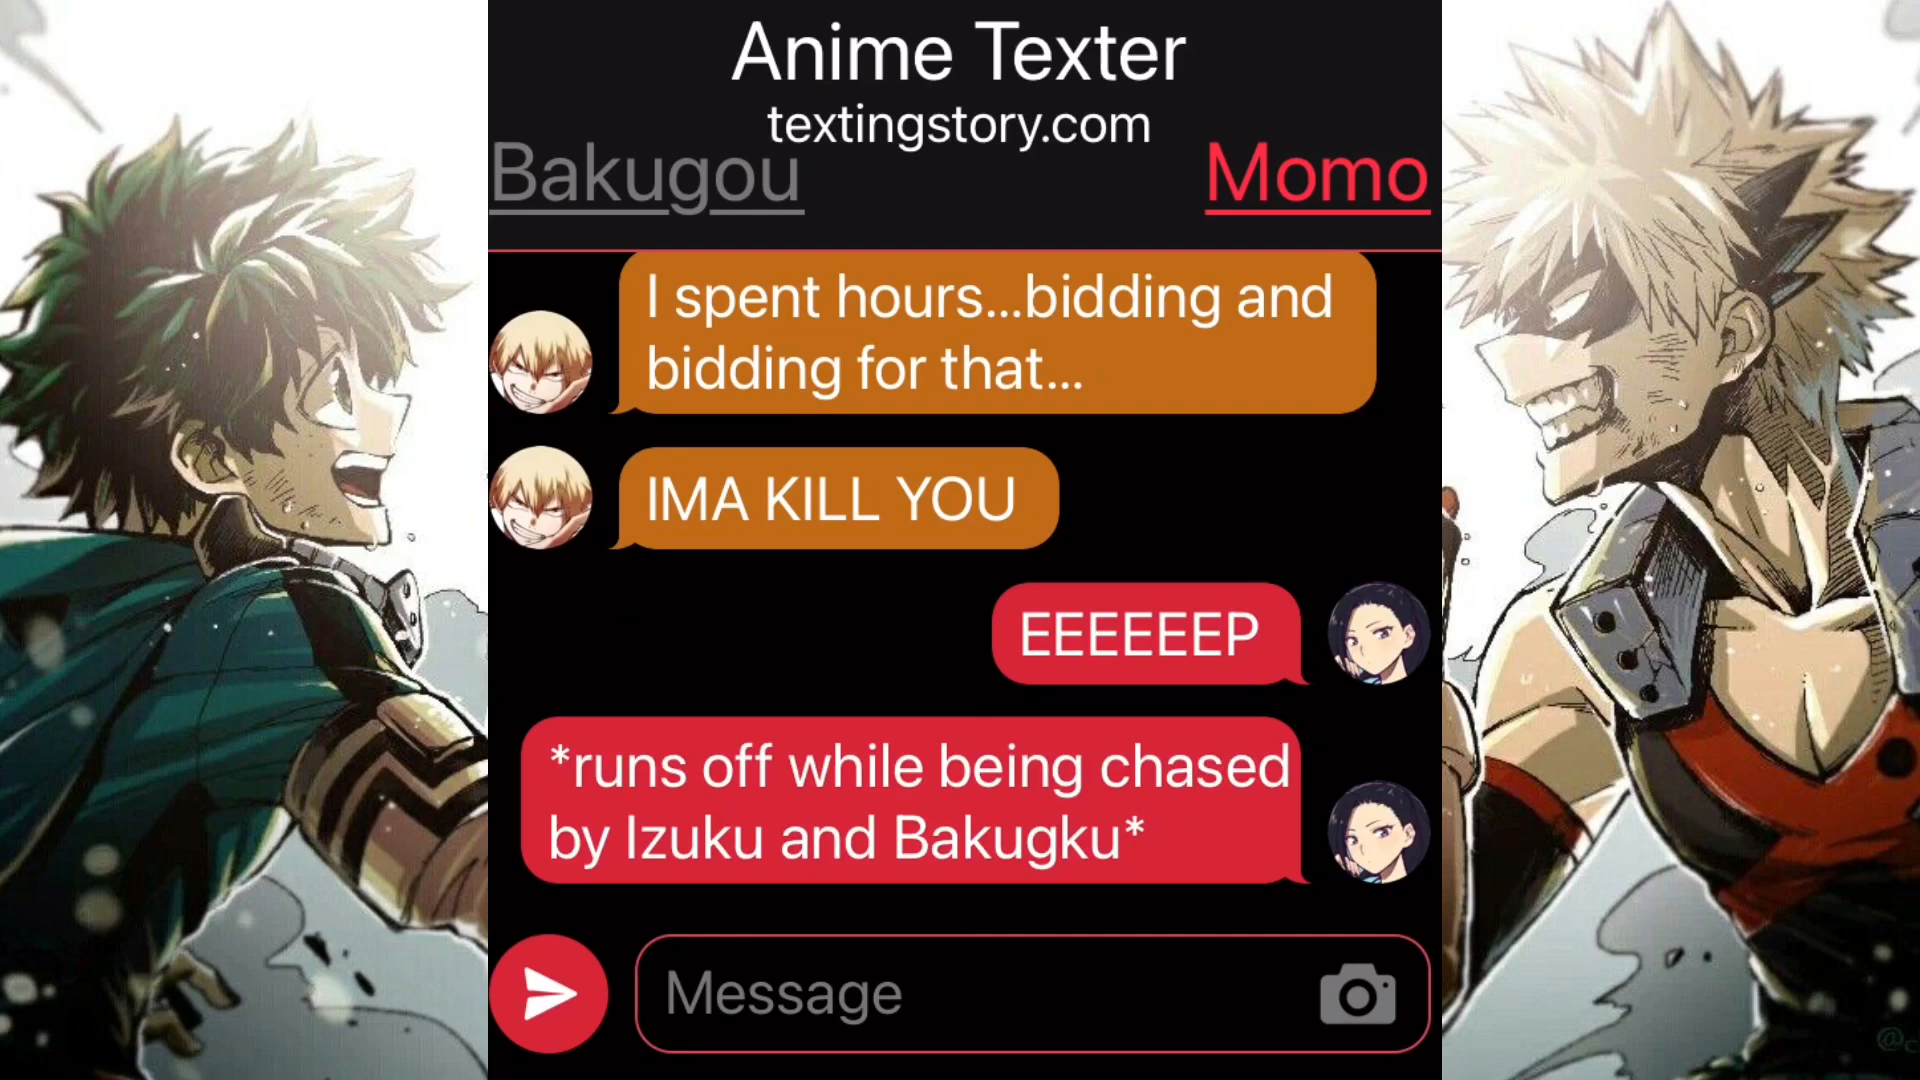 Anime Texter
textingstory.com
Bakugou
Momo
I spent hours...bidding and
bidding for that...
IMA KILL YOU
EEEEEEP
*runs off while being chased
by Izuku and Bakugku*
Message